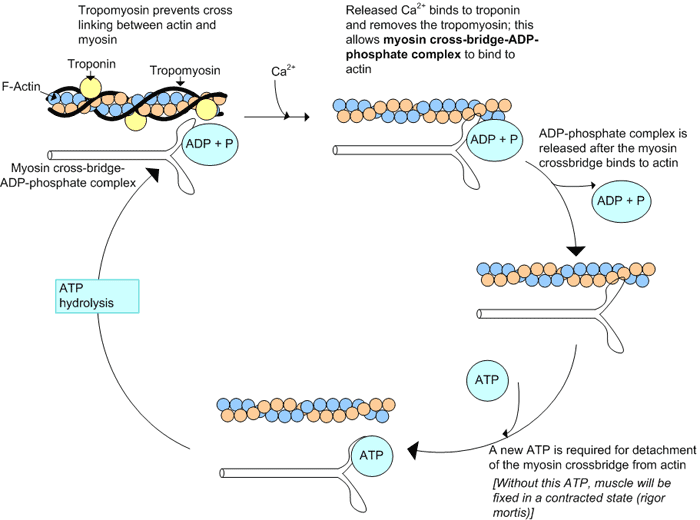 Tropomyosin prevents cross
linking between actin and
myosin
Troponin
Tropomyosin
F-Actin
ADP + P
Myosin cross-bridge-
ADP-phosphate complex
Ca²⁺
Released Ca²⁺ binds to troponin
and removes the tropomyosin; this
allows myosin cross-bridge-ADP-
phosphate complex to bind to
actin
ADP + P
ADP-phosphate complex is
released after the myosin
crossbridge binds to actin
ADP + P
ATP
A new ATP is required for detachment
of the myosin crossbridge from actin
[Without this ATP, muscle will be
fixed in a contracted state (rigor
mortis)]
ATP
ATP
hydrolysis